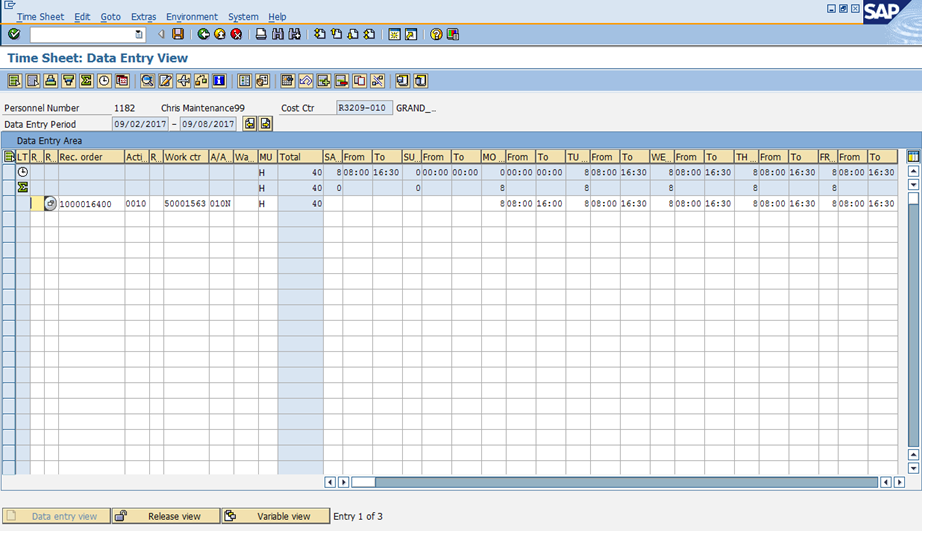 Time Sheet Edit Goto Extras Environment System Help
SAP
Time Sheet: Data Entry View
Personnel Number 1182 Chris Maintenance99 Cost Ctr R3209-010 GRAND_..
Data Entry Period 09/02/2017 - 09/08/2017
Data Entry Area
LT R.. R.. Rec. order Acti... R.. Work ctr A/A... Wa... MU Total SA... From To SU... From To MO... From To TU... From To WE... From To TH... From To FR... From To
H 40 8 08:00 16:30 0 00:00 00:00 0 00:00 00:00 8 08:00 16:30 8 08:00 16:30 8 08:00 16:30 8 08:00 16:30
Σ H 40 0 0 8 8 8 8 8
1000016400 0010 50001563 010N H 40 8 08:00 16:00 8 08:00 16:30 8 08:00 16:30 8 08:00 16:30 8 08:00 16:30
Data entry view Release view Variable view Entry 1 of 3